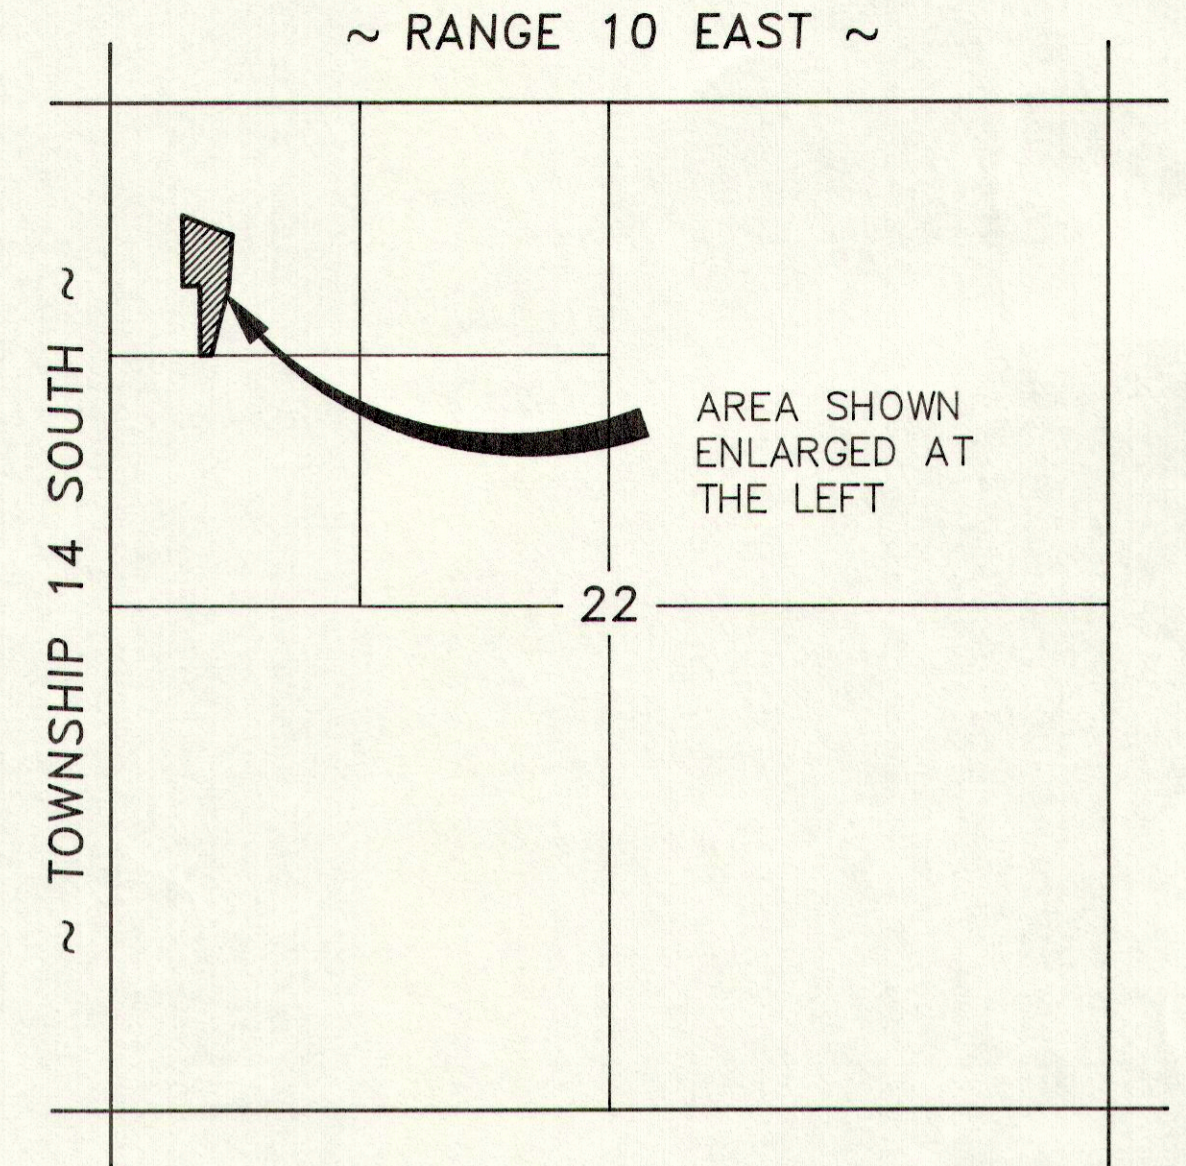 ~ RANGE 10 EAST ~
~ TOWNSHIP 14 SOUTH ~
AREA SHOWN
ENLARGED AT
THE LEFT
22